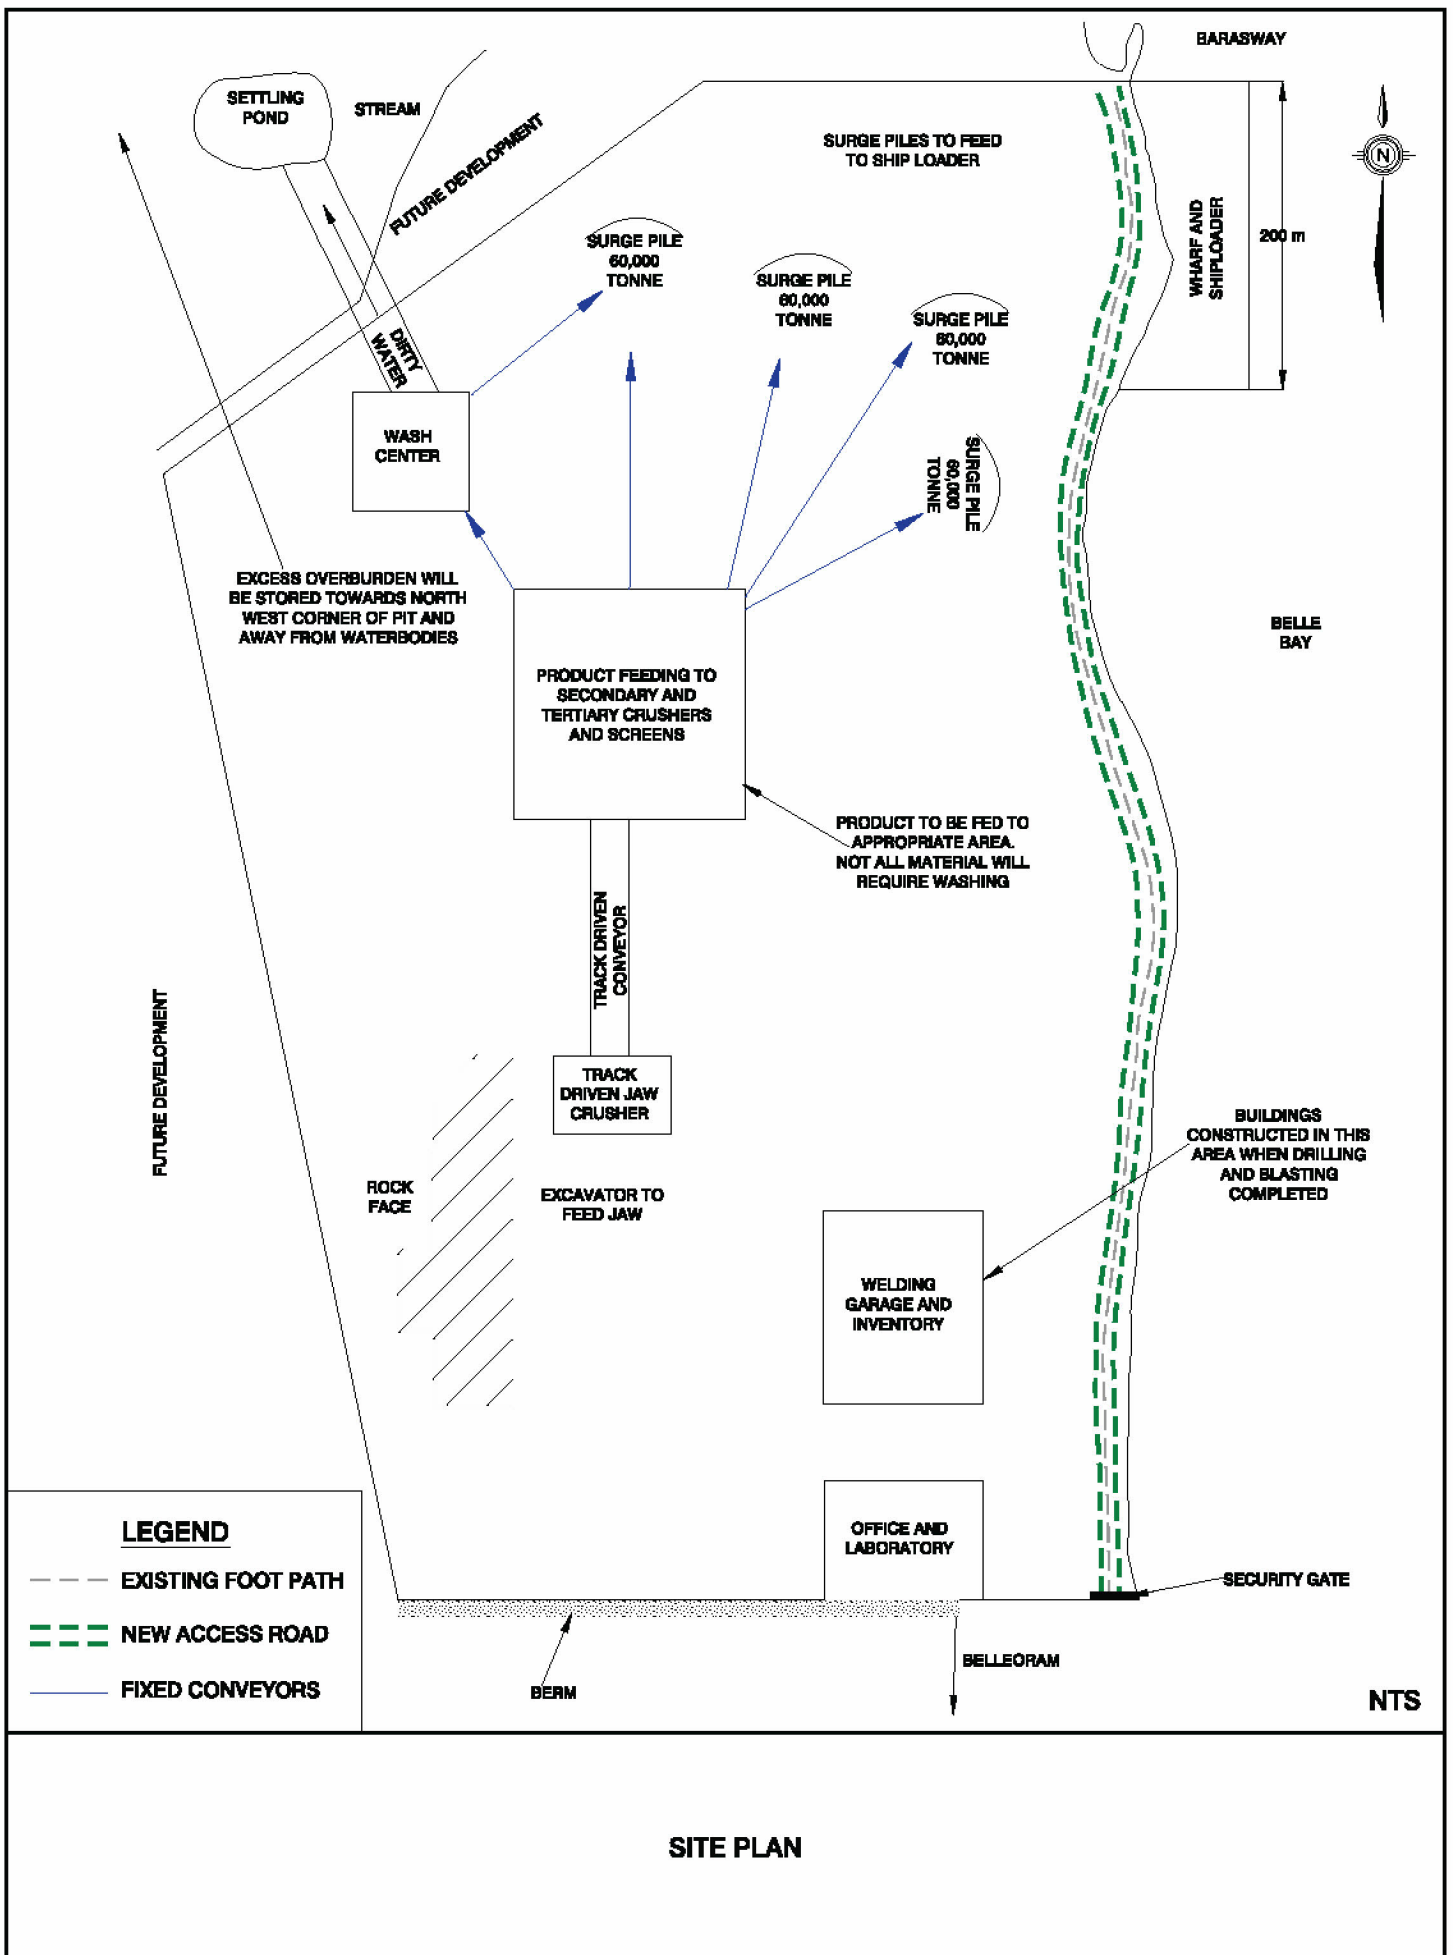 BARASWAY
SETTLING
POND
STREAM
FUTURE DEVELOPMENT
SURGE PILES TO FEED
TO SHIP LOADER
N
WHARF AND
SHIPLOADER
200 m
SURGE PILE
60,000
TONNE
SURGE PILE
60,000
TONNE
SURGE PILE
60,000
TONNE
SURGE PILE
60,000
TONNE
DIRTY
WATER
WASH
CENTER
EXCESS OVERBURDEN WILL
BE STORED TOWARDS NORTH
WEST CORNER OF PIT AND
AWAY FROM WATERBODIES
BELLE
BAY
PRODUCT FEEDING TO
SECONDARY AND
TERTIARY CRUSHERS
AND SCREENS
PRODUCT TO BE FED TO
APPROPRIATE AREA.
NOT ALL MATERIAL WILL
REQUIRE WASHING
TRACK DRIVEN
CONVEYOR
FUTURE DEVELOPMENT
TRACK
DRIVEN JAW
CRUSHER
ROCK
FACE
EXCAVATOR TO
FEED JAW
BUILDINGS
CONSTRUCTED IN THIS
AREA WHEN DRILLING
AND BLASTING
COMPLETED
WELDING
GARAGE AND
INVENTORY
OFFICE AND
LABORATORY
SECURITY GATE
LEGEND
EXISTING FOOT PATH
NEW ACCESS ROAD
FIXED CONVEYORS
BERM
BELLEORAM
NTS
SITE PLAN